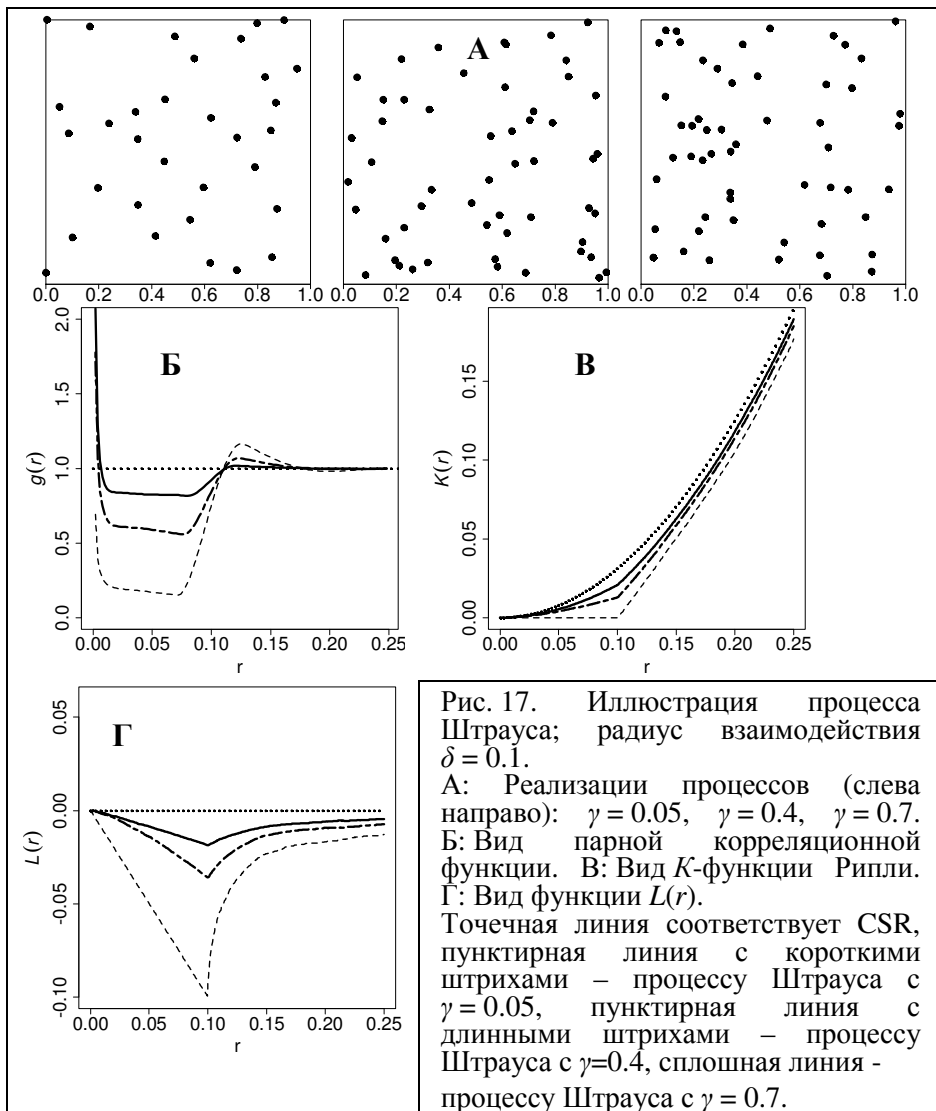 А
0.0 0.2 0.4 0.6 0.8 1.0
0.0 0.2 0.4 0.6 0.8 1.0
0.0 0.2 0.4 0.6 0.8 1.0
Б
g(r)
2.0
1.5
1.0
0.5
0.0
0.00 0.05 0.10 0.15 0.20 0.25
r
В
K(r)
0.15
0.10
0.05
0.00
0.00 0.05 0.10 0.15 0.20 0.25
r
Г
L(r)
0.05
0.00
-0.05
-0.10
0.00 0.05 0.10 0.15 0.20 0.25
r
Рис. 17. Иллюстрация процесса
Штрауса; радиус взаимодействия
δ = 0.1.
А: Реализации процессов (слева
направо): γ = 0.05, γ = 0.4, γ = 0.7.
Б: Вид парной корреляционной
функции. В: Вид K-функции Рипли.
Г: Вид функции L(r).
Точечная линия соответствует CSR,
пунктирная линия с короткими
штрихами – процессу Штрауса с
γ = 0.05, пунктирная линия с
длинными штрихами – процессу
Штрауса с γ=0.4, сплошная линия -
процессу Штрауса с γ = 0.7.